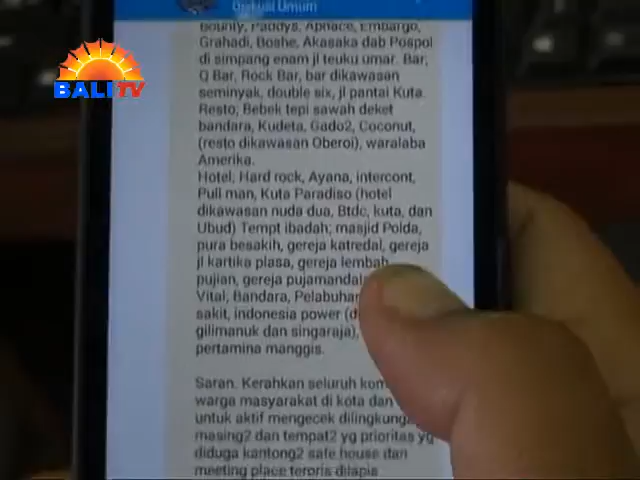 Diskusi Umum
BALI TV
Bounty, Paddys, Apnace, Embargo,
Grahadi, Boshe, Akasaka dab Pospol
di simpang enam jl teuku umar. Bar,
Q Bar, Rock Bar, bar dikawasan
seminyak, double six, jl pantai Kuta.
Resto; Bebek tepi sawah deket
bandara, Kudeta, Gado2, Coconut,
(resto dikawasan Oberoi), waralaba
Amerika.
Hotel; Hard rock, Ayana, intercont,
Pull man, Kuta Paradiso (hotel
dikawasan nuda dua, Btdc, kuta, dan
Ubud) Tempt ibadah; masjid Polda,
pura besakih, gereja katredal, gereja
jl kartika plasa, gereja lembah
pujian, gereja pujamandala
Vital; Bandara, Pelabuhan
sakit, indonesia power
gilimanuk dan singaraja),
pertamina manggis.
Saran. Kerahkan seluruh
warga masyarakat di kota dan
untuk aktif mengecek
masing2 dan tempat2 yg prioritas yg
diduga kantong2 safe house dan
meeting place teroris